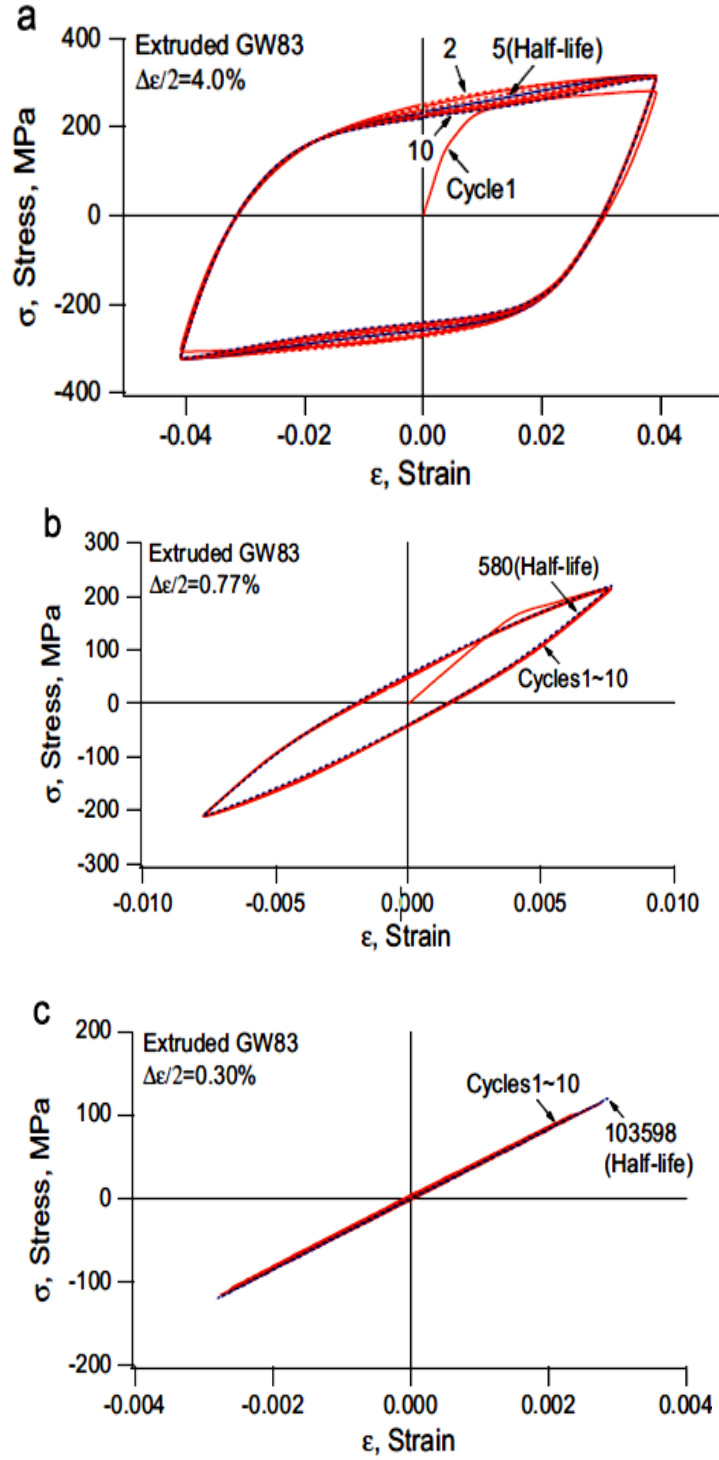 a
400
Extruded GW83
Δε/2=4.0%
2
5(Half-life)
200
10
Cycle1
0
-200
-400
σ, Stress, MPa
-0.04
-0.02
0.00
0.02
0.04
ε, Strain
b
300
Extruded GW83
Δε/2=0.77%
580(Half-life)
200
100
Cycles1~10
0
-100
-200
-300
σ, Stress, MPa
-0.010
-0.005
0.000
0.005
0.010
ε, Strain
c
200
Extruded GW83
Δε/2=0.30%
Cycles1~10
100
103598
(Half-life)
0
-100
-200
σ, Stress, MPa
-0.004
-0.002
0.000
0.002
0.004
ε, Strain